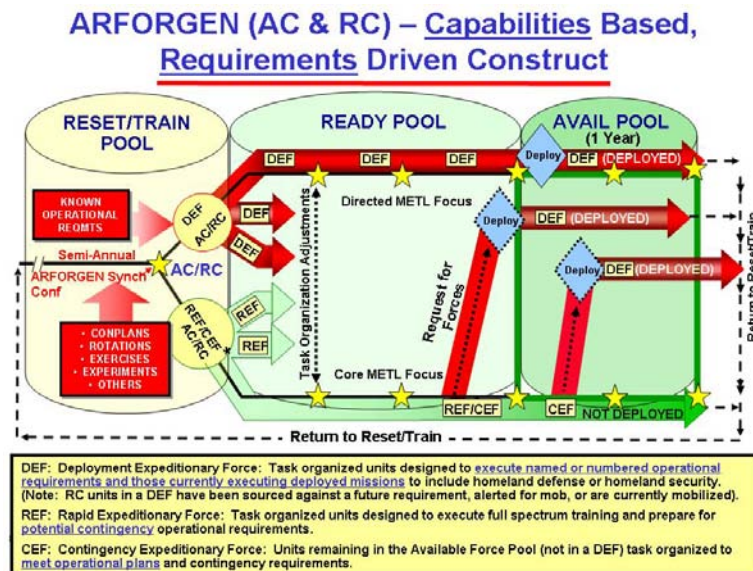 ARFORGEN (AC & RC) – Capabilities Based,
Requirements Driven Construct
RESET/TRAIN
POOL
READY POOL
AVAIL POOL
(1 Year)
DEF
DEF
DEF
Deploy
DEF (DEPLOYED)
KNOWN
OPERATIONAL
REQMTS
DEF
AC/RC
DEF
DEF
Directed METL Focus
Deploy
DEF (DEPLOYED)
Semi-Annual
ARFORGEN Synch
Conf
AC/RC
Task Organization Adjustments
Request for
Forces
Deploy
DEF (DEPLOYED)
Return to Reset/Train
REF/CEF
AC/RC
*
REF
REF
• CONPLANS
• ROTATIONS
• EXERCISES
• EXPERIMENTS
• OTHERS
Core METL Focus
REF/CEF
CEF
NOT DEPLOYED
Return to Reset/Train
DEF: Deployment Expeditionary Force: Task organized units designed to execute named or numbered operational
requirements and those currently executing deployed missions to include homeland defense or homeland security.
(Note: RC units in a DEF have been sourced against a future requirement, alerted for mob, or are currently mobilized).
REF: Rapid Expeditionary Force: Task organized units designed to execute full spectrum training and prepare for
potential contingency operational requirements.
CEF: Contingency Expeditionary Force: Units remaining in the Available Force Pool (not in a DEF) task organized to
meet operational plans and contingency requirements.